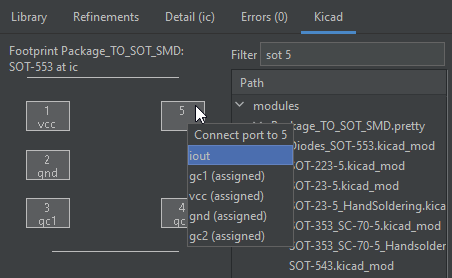 Library Refinements Detail (ic) Errors (0) Kicad
Footprint Package_TO_SOT_SMD:
SOT-553 at ic
Filter sot 5
Path
modules
Package_TO_SOT_SMD.pretty
Diodes_SOT-553.kicad_mod
SOT-223-5.kicad_mod
SOT-23-5.kicad_mod
SOT-23-5_HandSoldering.kica
SOT-353_SC-70-5.kicad_mod
SOT-353_SC-70-5_Handsolder
SOT-543.kicad_mod
1
vcc
5
2
gnd
3
gc1
4
Connect port to 5
iout
gc1 (assigned)
vcc (assigned)
gnd (assigned)
gc2 (assigned)